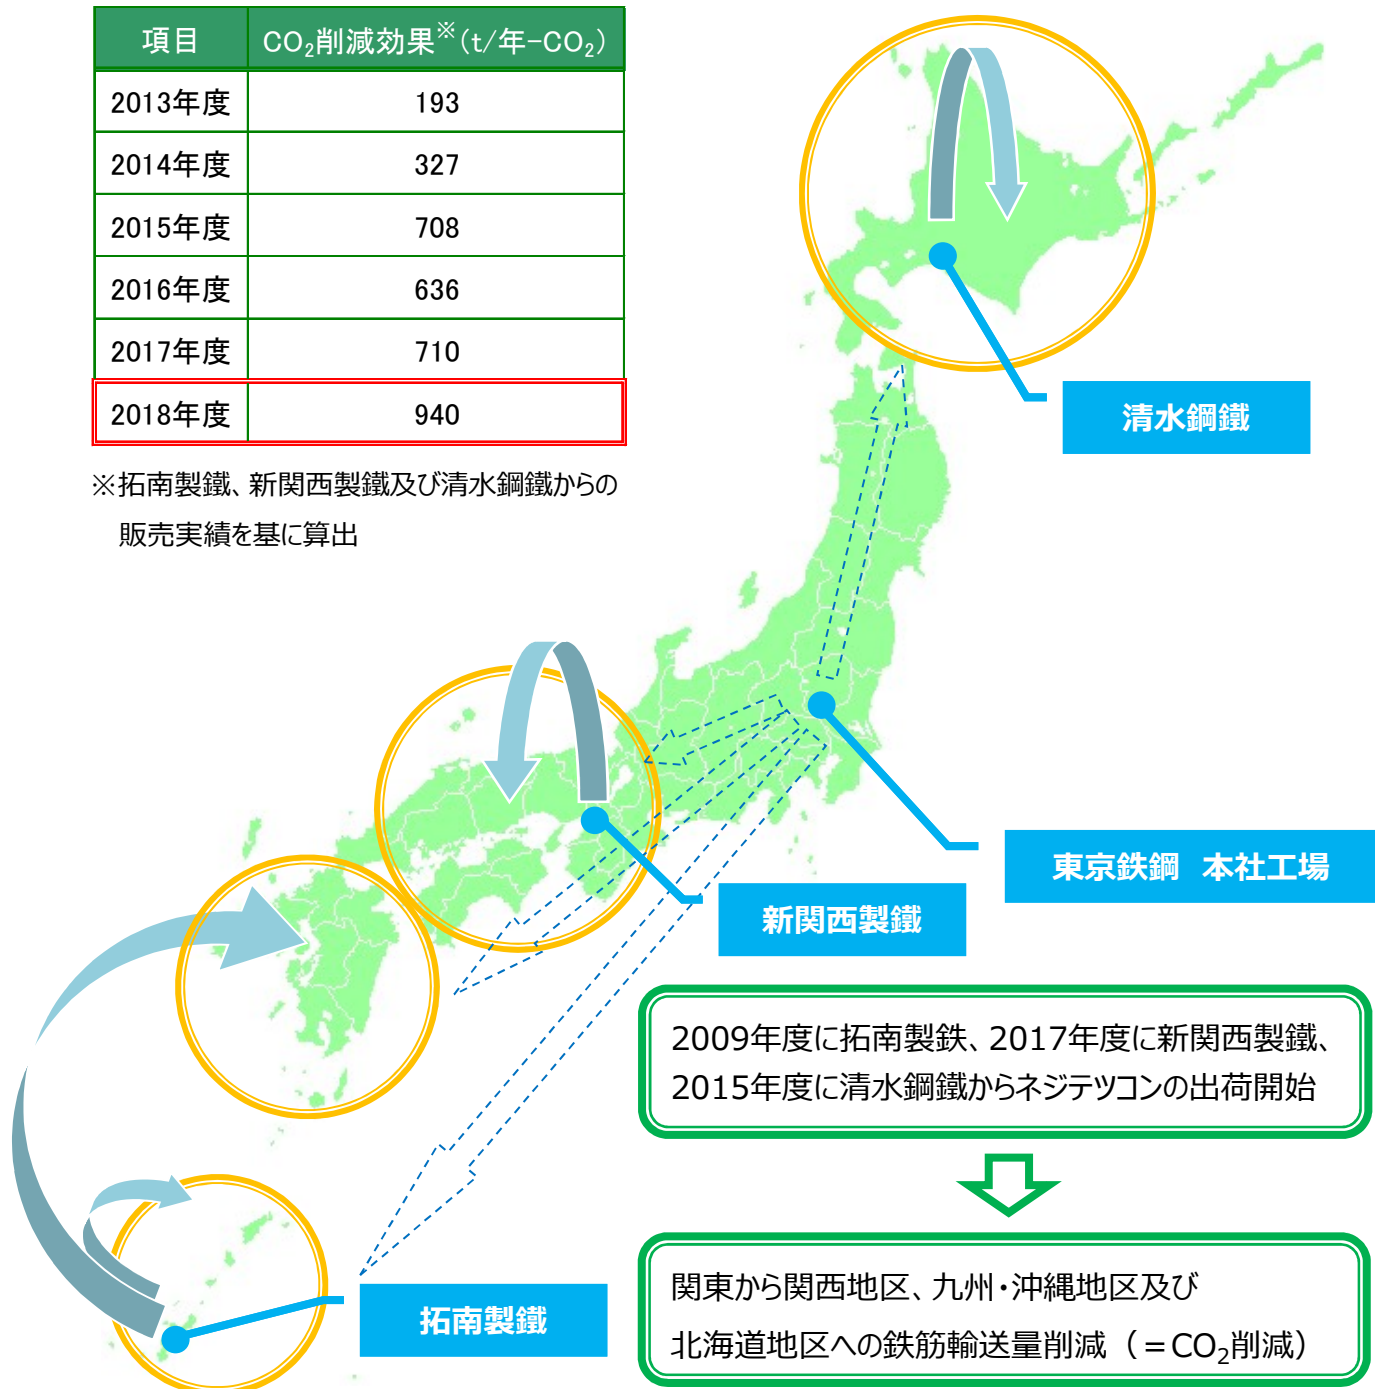 項目 CO₂削減効果※(t/年-CO₂)
2013年度 193
2014年度 327
2015年度 708
2016年度 636
2017年度 710
2018年度 940
※拓南製鐵、新関西製鐵及び清水鋼鐵からの
販売実績を基に算出
清水鋼鐵
東京鉄鋼 本社工場
新関西製鐵
2009年度に拓南製鉄、2017年度に新関西製鐵、
2015年度に清水鋼鐵からネジテツコンの出荷開始
拓南製鐵
関東から関西地区、九州・沖縄地区及び
北海道地区への鉄筋輸送量削減（=CO₂削減）